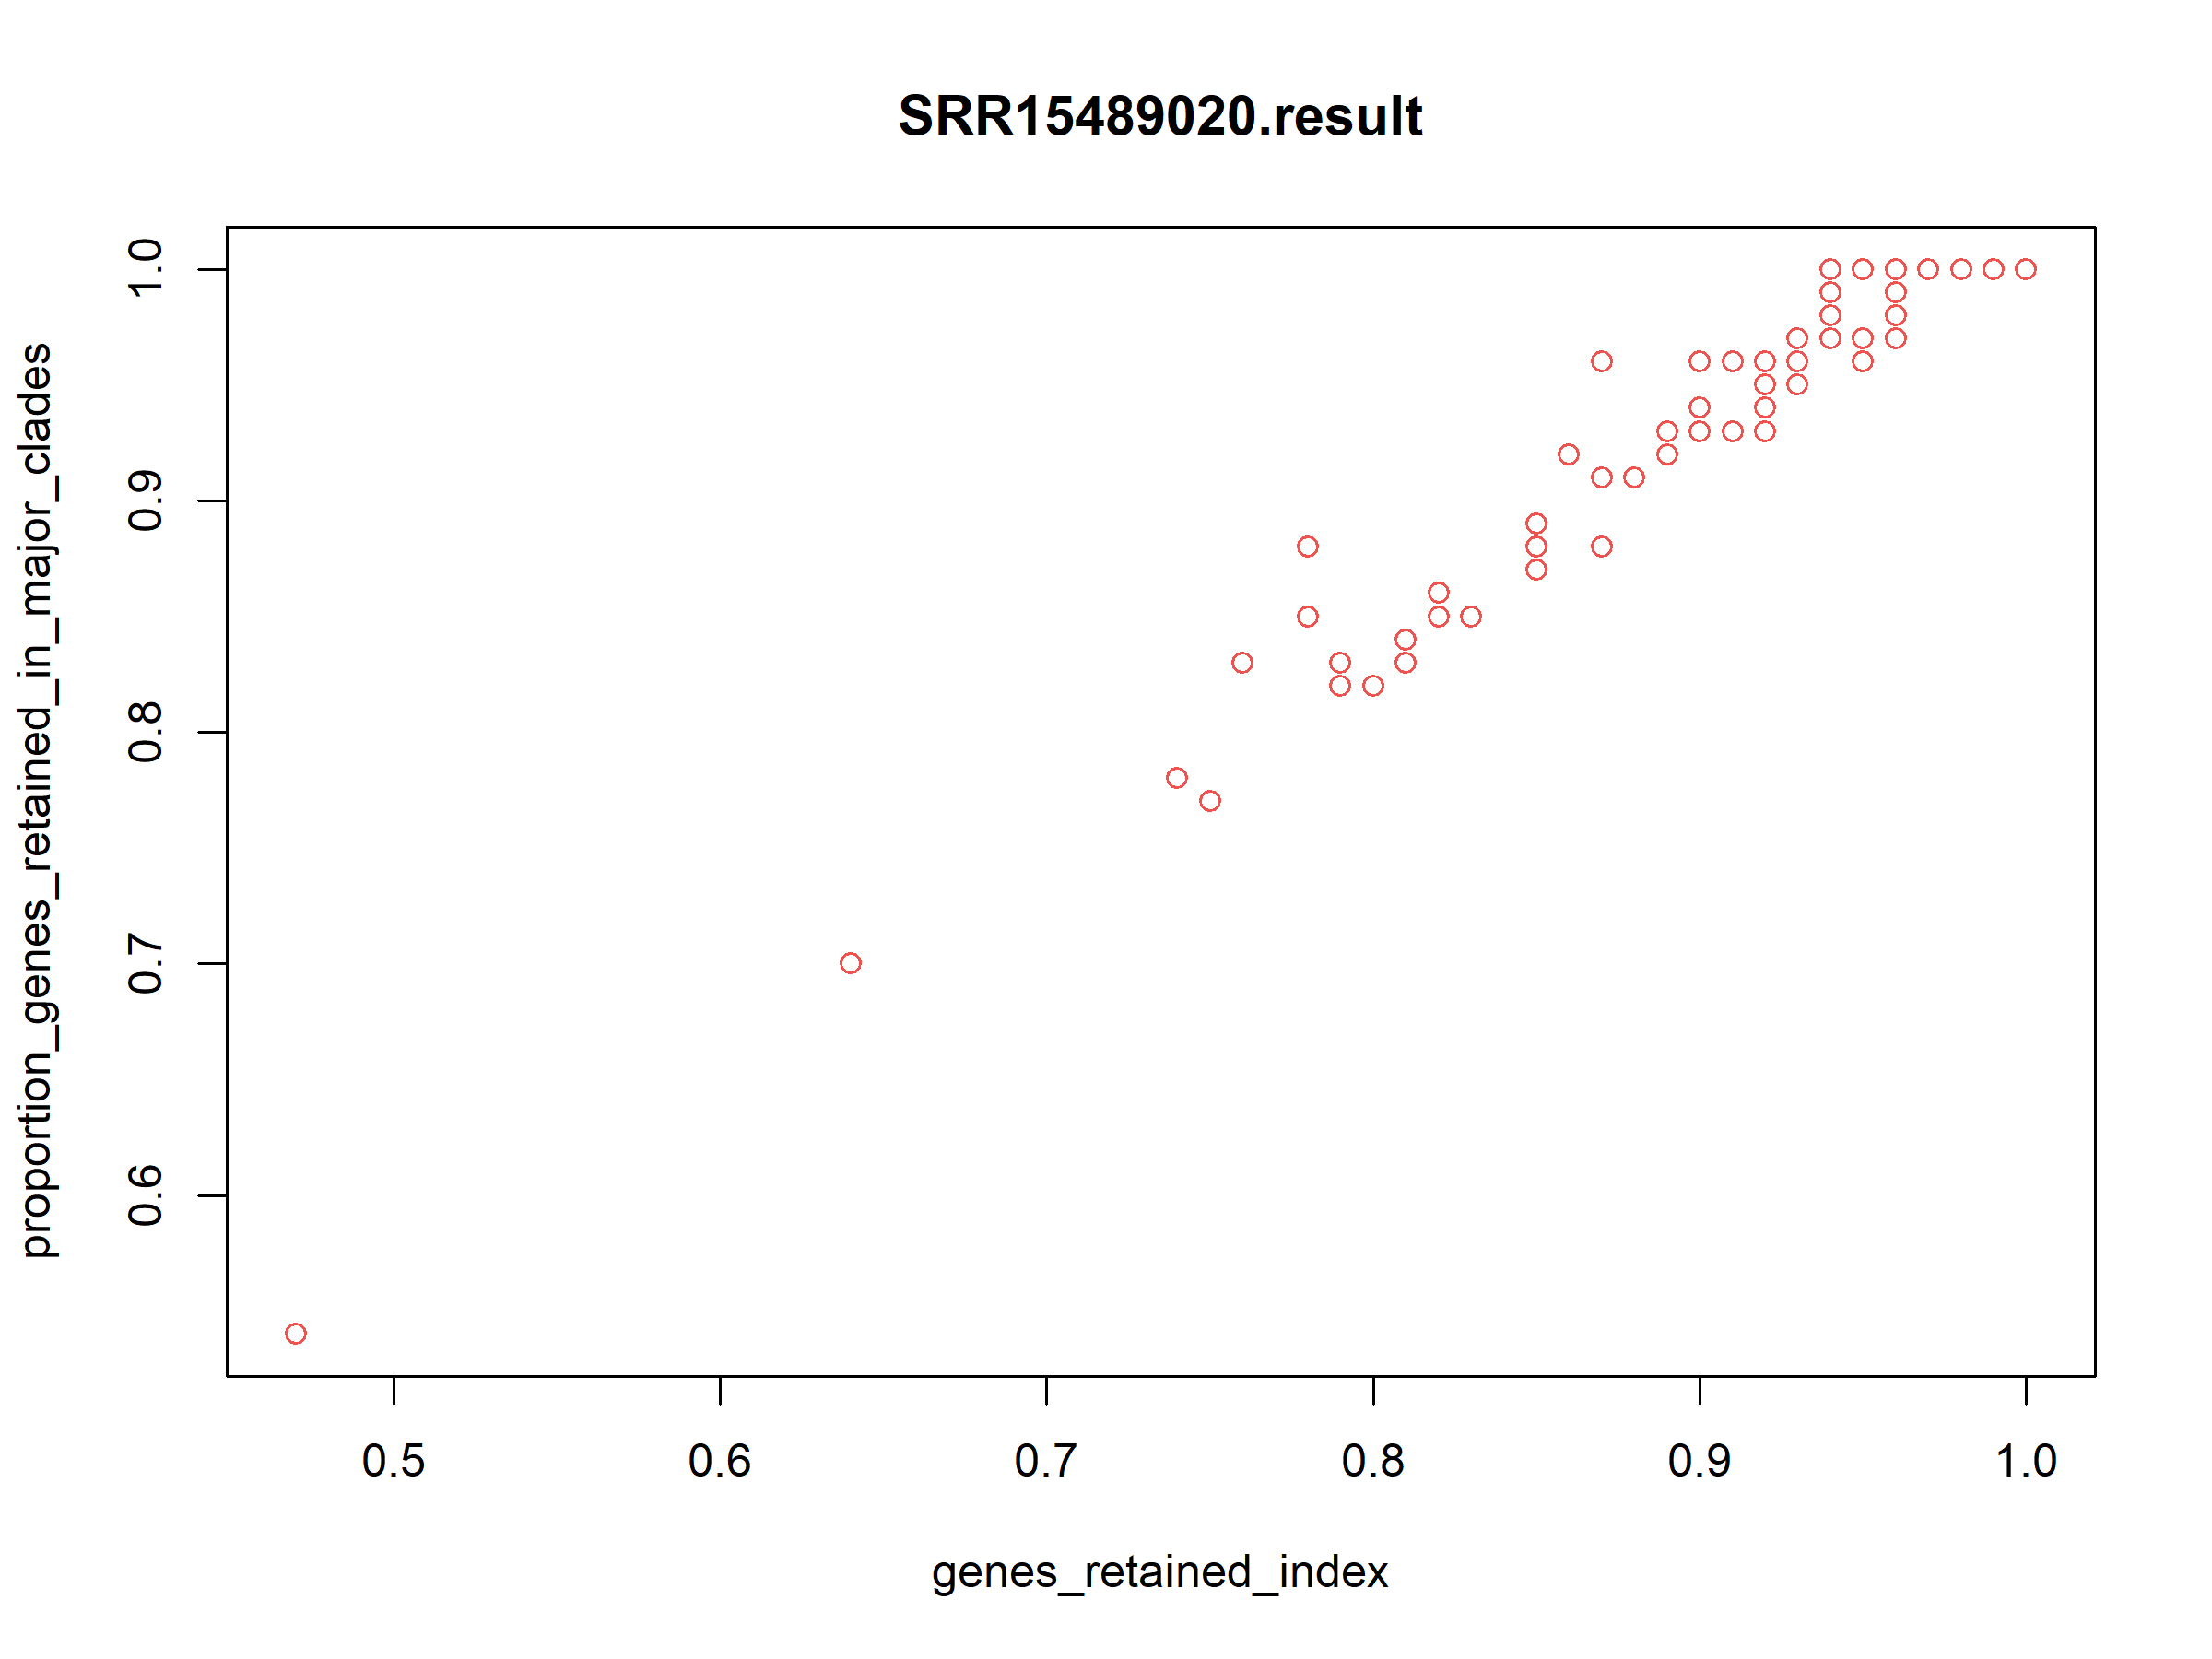 SRR15489020.result
proportion_genes_retained_in_major_clades
1.0
0.9
0.8
0.7
0.6
0.5 0.6 0.7 0.8 0.9 1.0
genes_retained_index